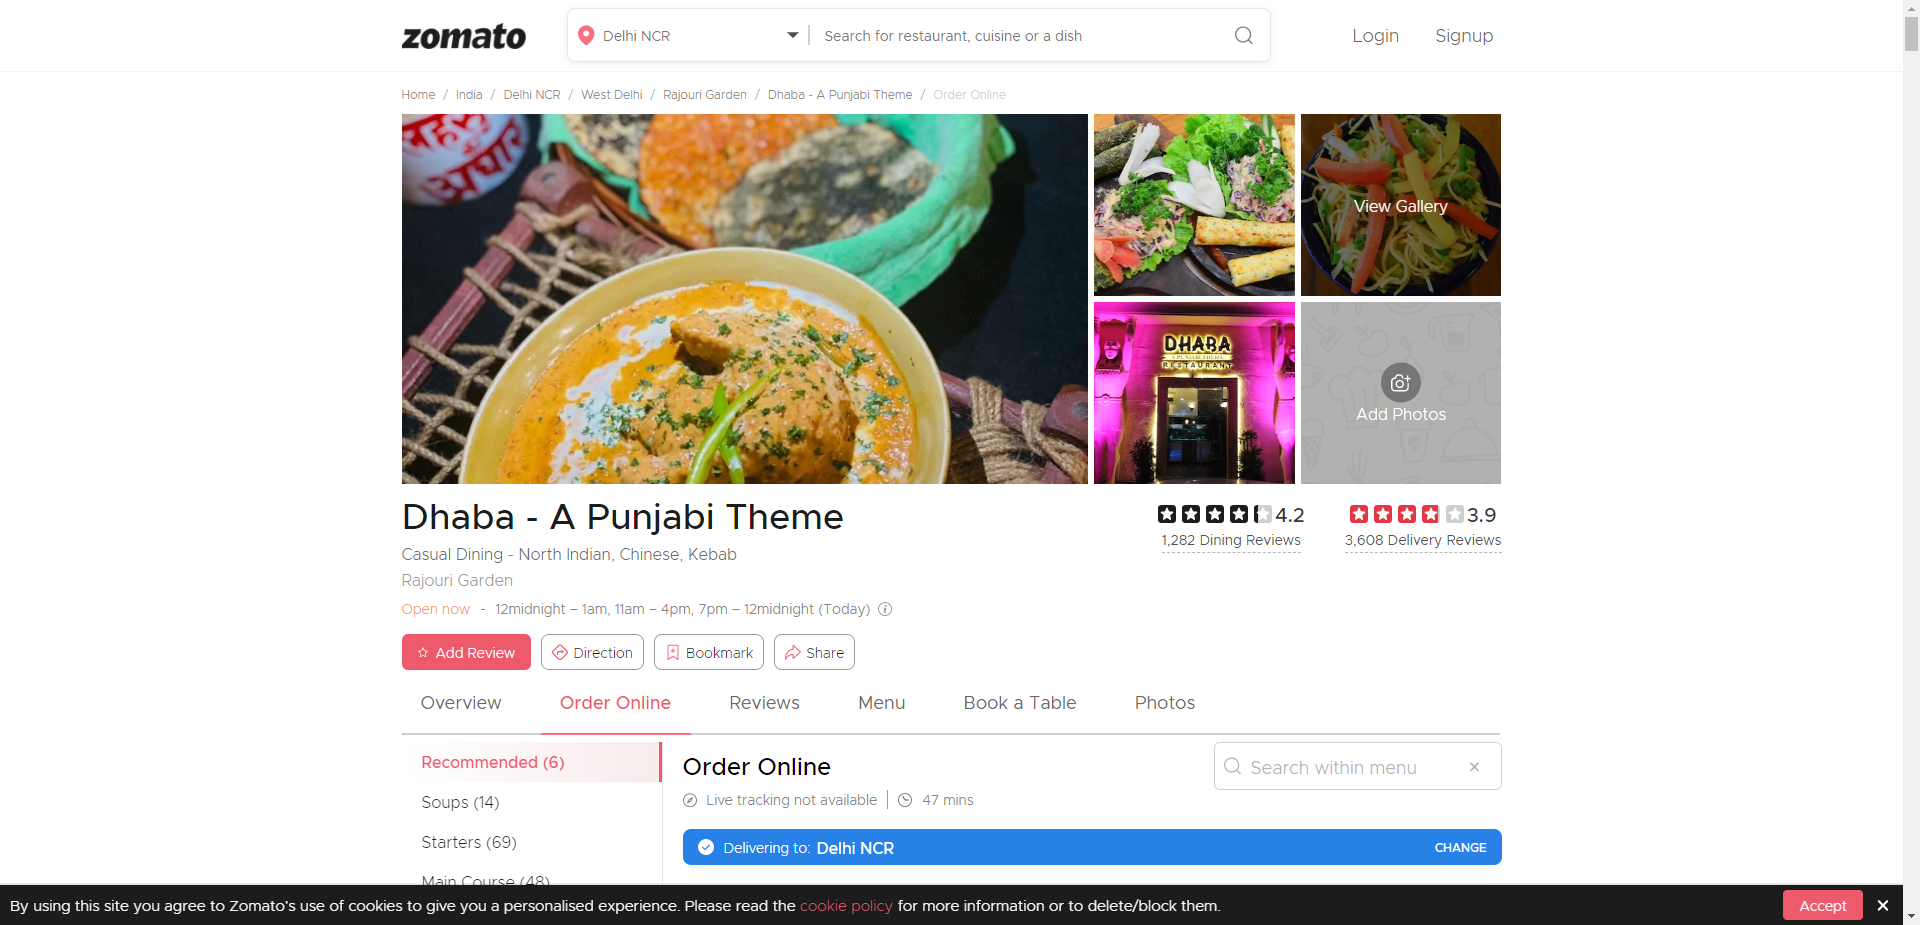 zomato
Delhi NCR
Search for restaurant, cuisine or a dish
Login
Signup
Home / India / Delhi NCR / West Delhi / Rajouri Garden / Dhaba - A Punjabi Theme / Order Online
View Gallery
DHABA
A PUNJABI THEME
RESTAURANT
Add Photos
Dhaba - A Punjabi Theme
4.2
3.9
1,282 Dining Reviews
3,608 Delivery Reviews
Casual Dining - North Indian, Chinese, Kebab
Rajouri Garden
Open now - 12midnight – 1am, 11am – 4pm, 7pm – 12midnight (Today)
Add Review
Direction
Bookmark
Share
Overview
Order Online
Reviews
Menu
Book a Table
Photos
Recommended (6)
Soups (14)
Starters (69)
Main Course (48)
Order Online
Search within menu
Live tracking not available
47 mins
Delivering to: Delhi NCR
CHANGE
By using this site you agree to Zomato's use of cookies to give you a personalised experience. Please read the cookie policy for more information or to delete/block them.
Accept